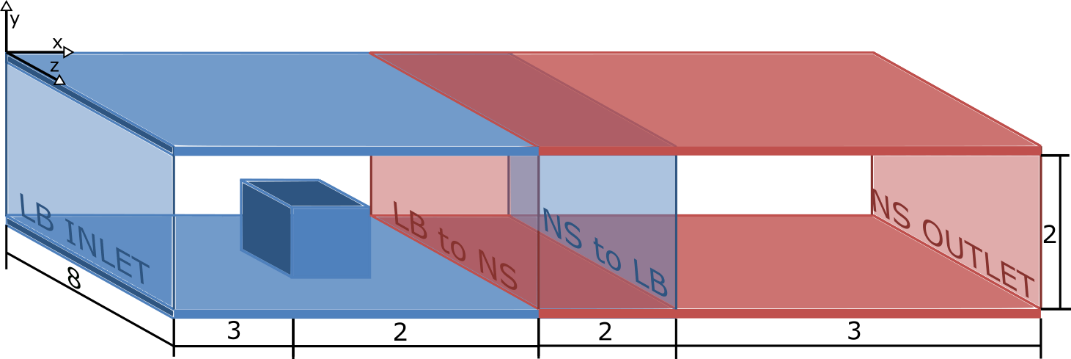 y
x
z
LB INLET
LB to NS
NS to LB
NS OUTLET
2
8
3
2
2
3